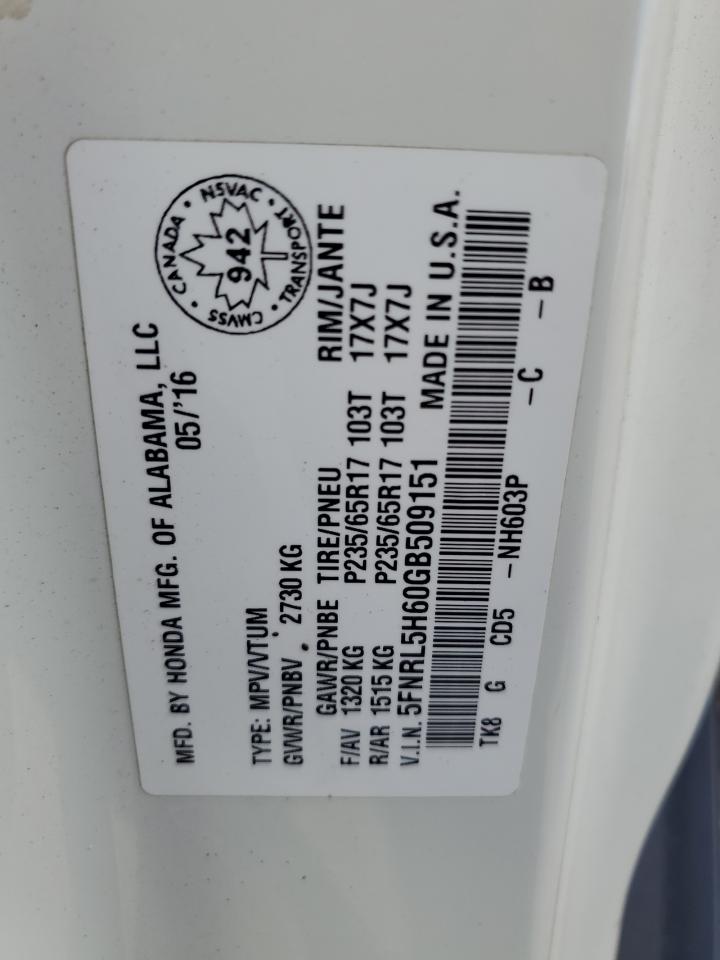 MFD. BY HONDA MFG. OF ALABAMA, LLC
05/'16
CANADA • NSVAC • TRANSPORT • CMVSS •
942
TYPE: MPV/VTUM
GVWR/PNBV 2730 KG
GAWR/PNBE TIRE/PNEU RIM/JANTE
F/AV 1320 KG P235/65R17 103T 17X7J
R/AR 1515 KG P235/65R17 103T 17X7J
V.I.N. 5FNRL5H60GB509151 MADE IN U.S.A.
TK8 G CD5 -NH603P -C -B